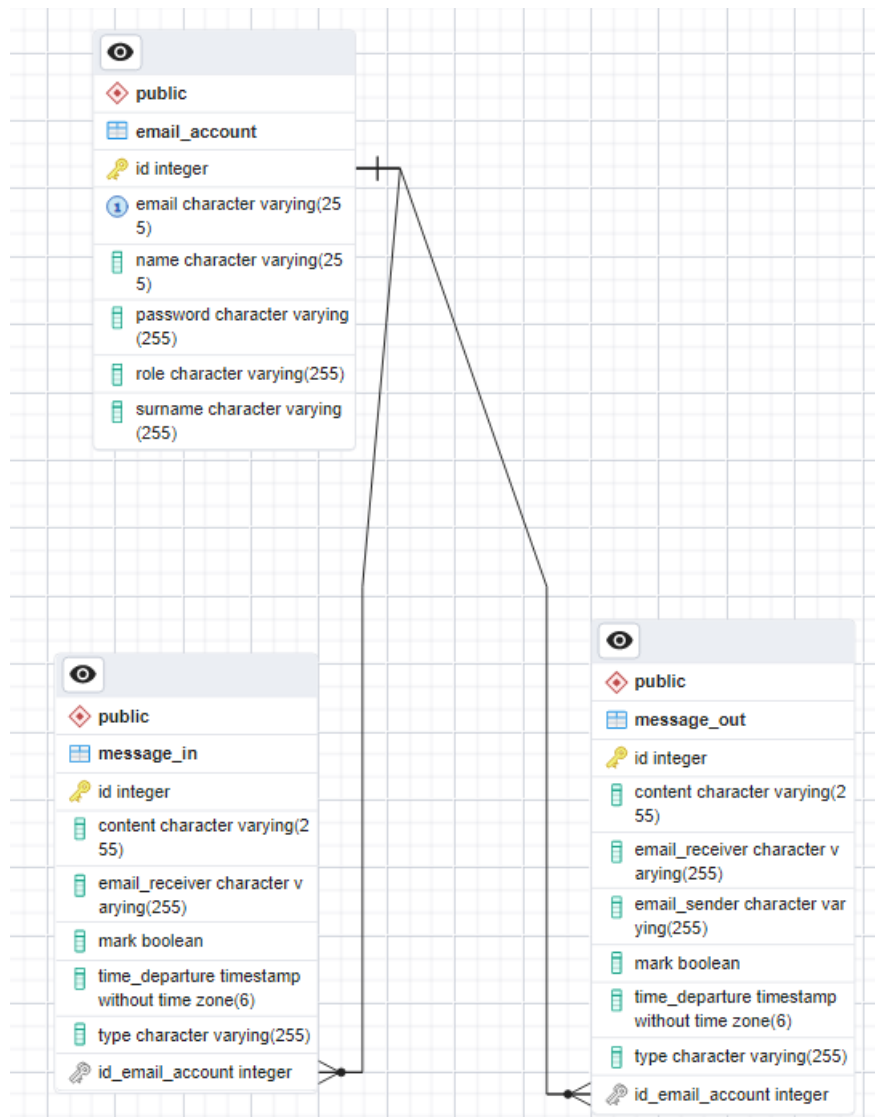 public
email_account
id integer
1
email character varying(25
5)
name character varying(25
5)
password character varying
(255)
role character varying(255)
surname character varying
(255)
public
message_in
id integer
content character varying(2
55)
email_receiver character v
arying(255)
mark boolean
time_departure timestamp
without time zone(6)
type character varying(255)
id_email_account integer
public
message_out
id integer
content character varying(2
55)
email_receiver character v
arying(255)
email_sender character var
ying(255)
mark boolean
time_departure timestamp
without time zone(6)
type character varying(255)
id_email_account integer